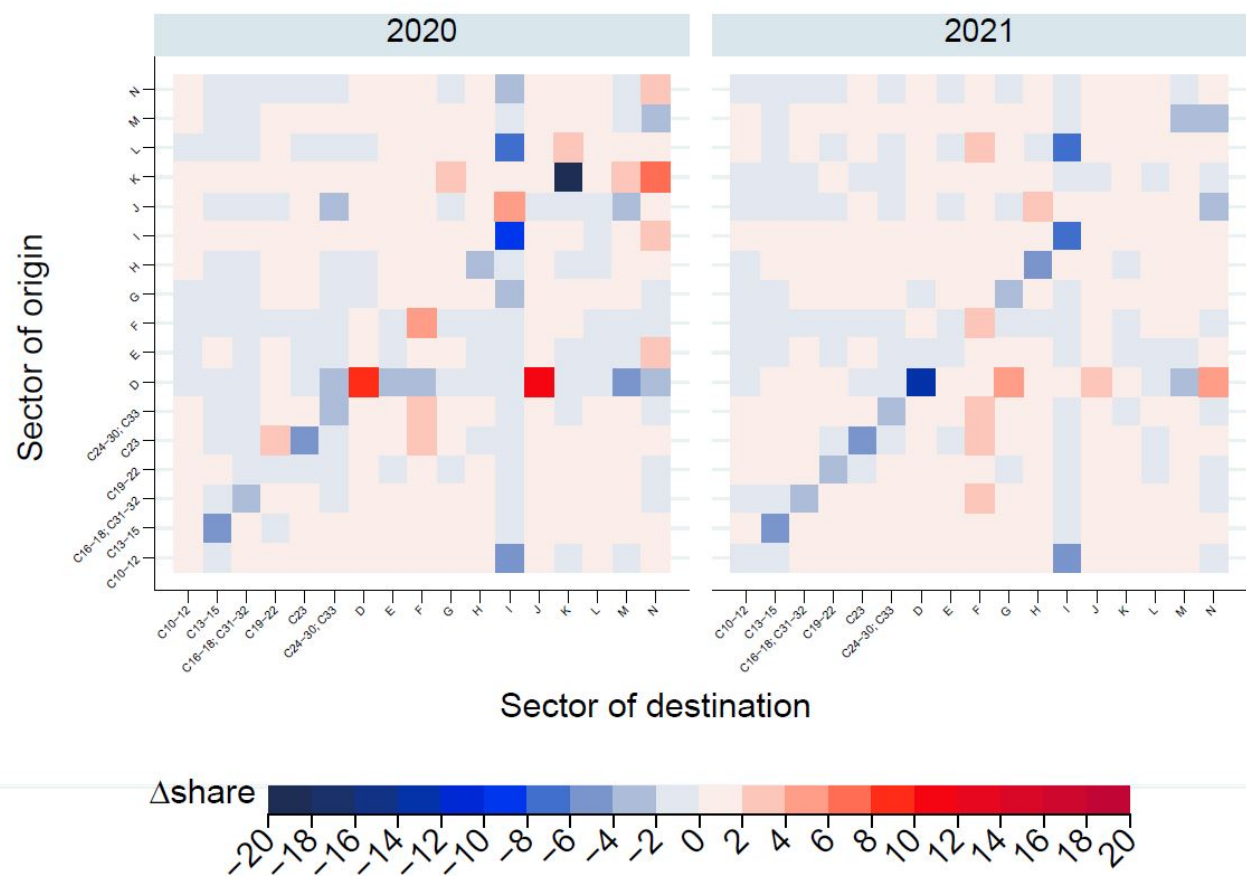 2020
2021
Sector of origin
N
M
L
K
J
I
H
G
F
E
D
C24−30; C33
C23
C19−22
C16−18; C31−32
C13−15
C10−12
C10−12
C13−15
C16−18; C31−32
C19−22
C23
C24−30; C33
D
E
F
G
H
I
J
K
L
M
N
C10−12
C13−15
C16−18; C31−32
C19−22
C23
C24−30; C33
D
E
F
G
H
I
J
K
L
M
N
Sector of destination
Δshare
−20 −18 −16 −14 −12 −10 −8 −6 −4 −2 0 2 4 6 8 10 12 14 16 18 20